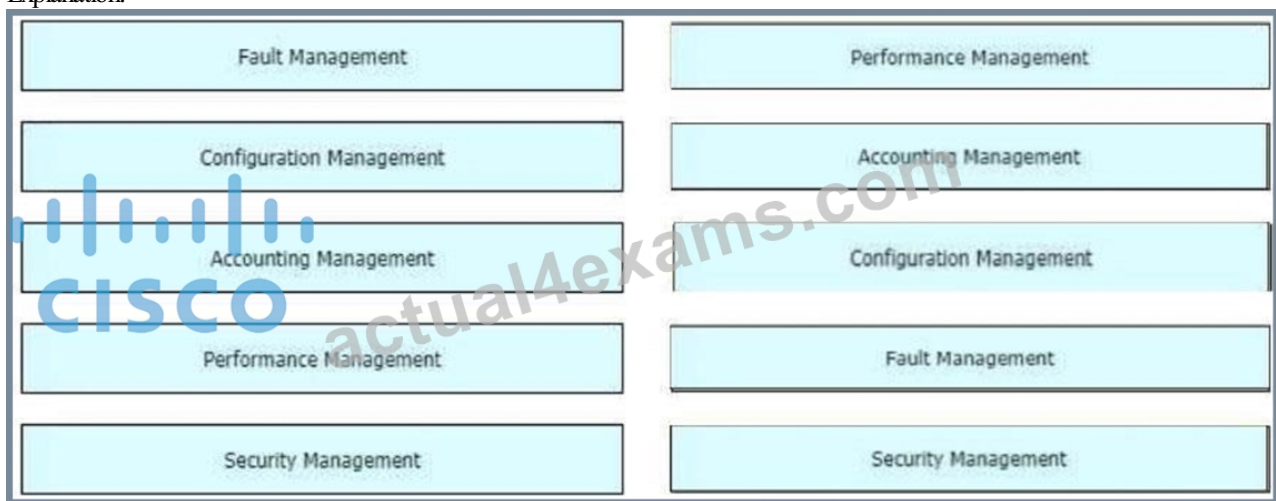 Explanation:
Fault Management
Performance Management
Configuration Management
Accounting Management
Accounting Management
Configuration Management
Performance Management
Fault Management
Security Management
Security Management
CISCO
actual4exams.com